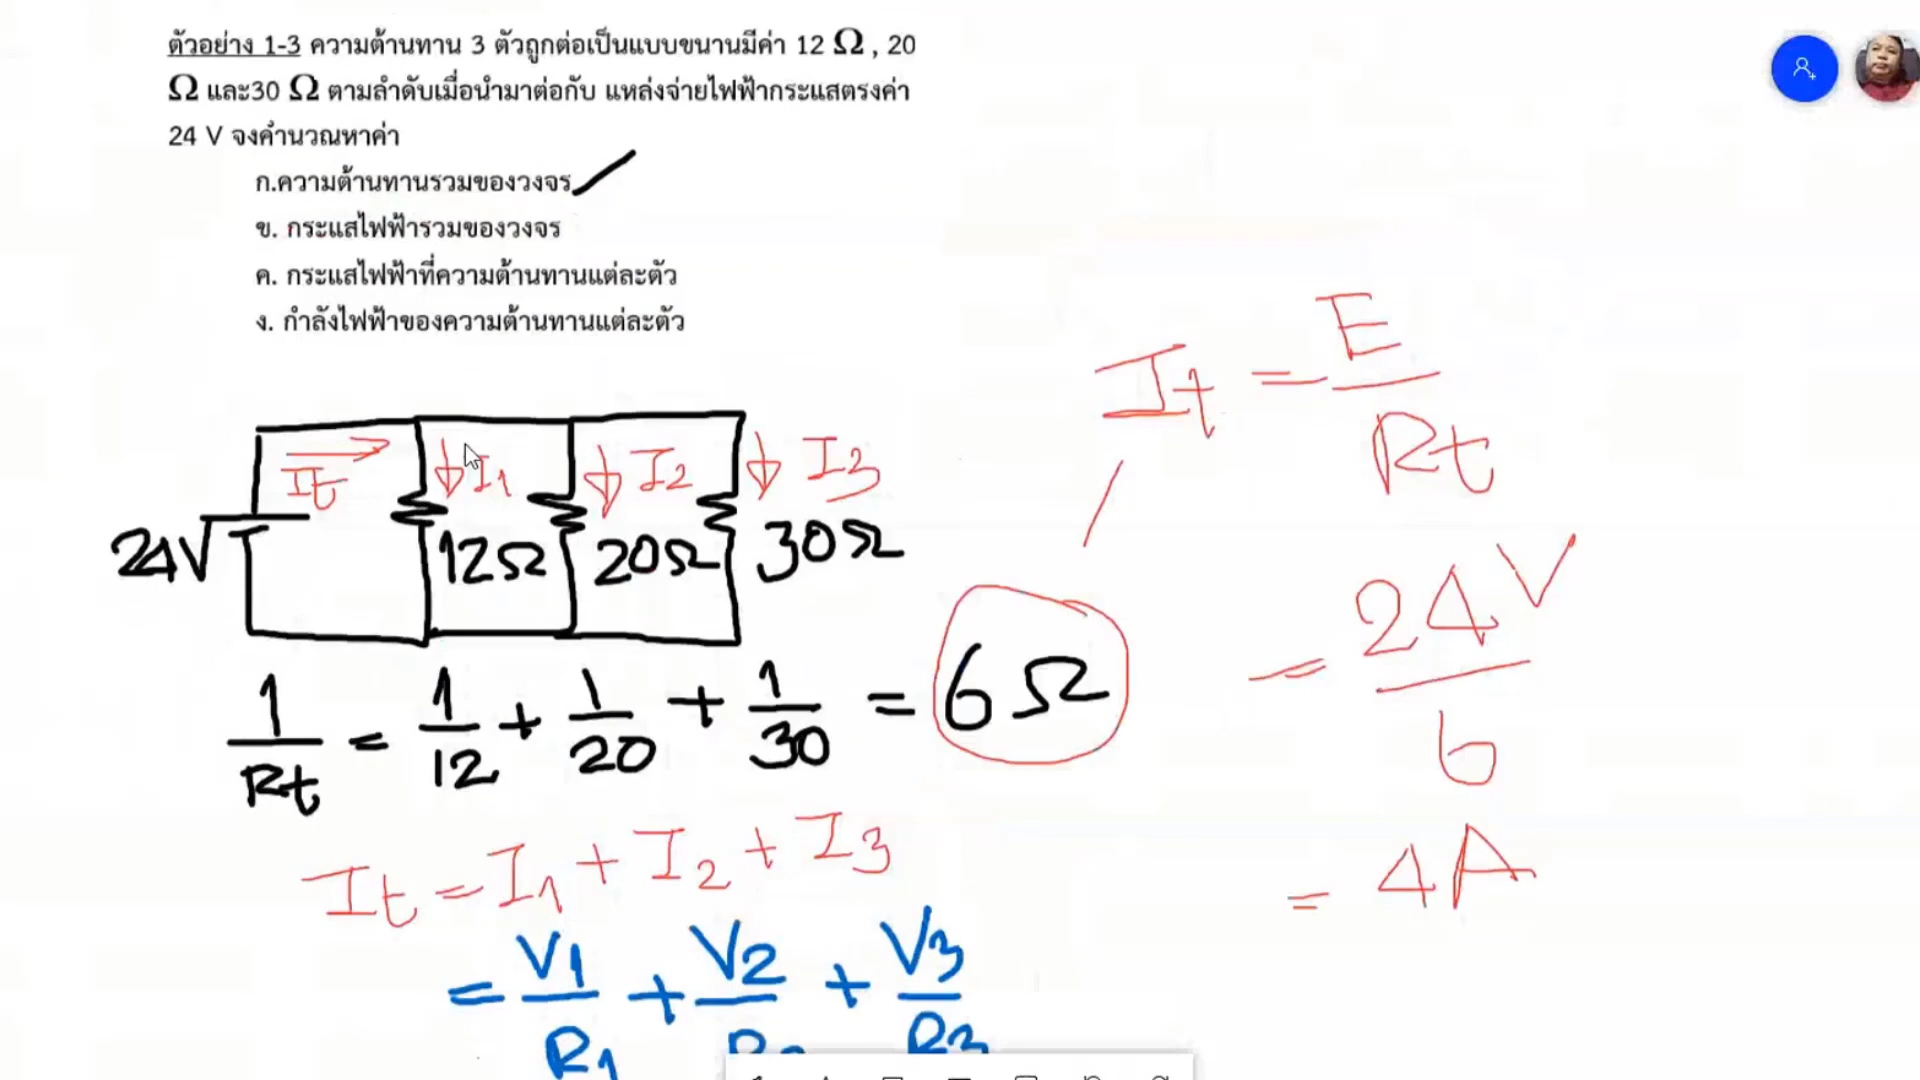 ตัวอย่าง 1-3 ความต้านทาน 3 ตัวถูกต่อเป็นแบบขนานมีค่า 12 Ω , 20
Ω และ30 Ω ตามลำดับเมื่อนำมาต่อกับ แหล่งจ่ายไฟฟ้ากระแสตรงค่า
24 V จงคำนวณหาค่า
ก.ความต้านทานรวมของวงจร
ข. กระแสไฟฟ้ารวมของวงจร
ค. กระแสไฟฟ้าที่ความต้านทานแต่ละตัว
ง. กำลังไฟฟ้าของความต้านทานแต่ละตัว
It I1 I2 I3
24V 12Ω 20Ω 30Ω
1/Rt = 1/12 + 1/20 + 1/30 = 6Ω
It = I1 + I2 + I3
= V1/R1 + V2/R2 + V3/R3
It = E/Rt
= 24V/6
= 4A